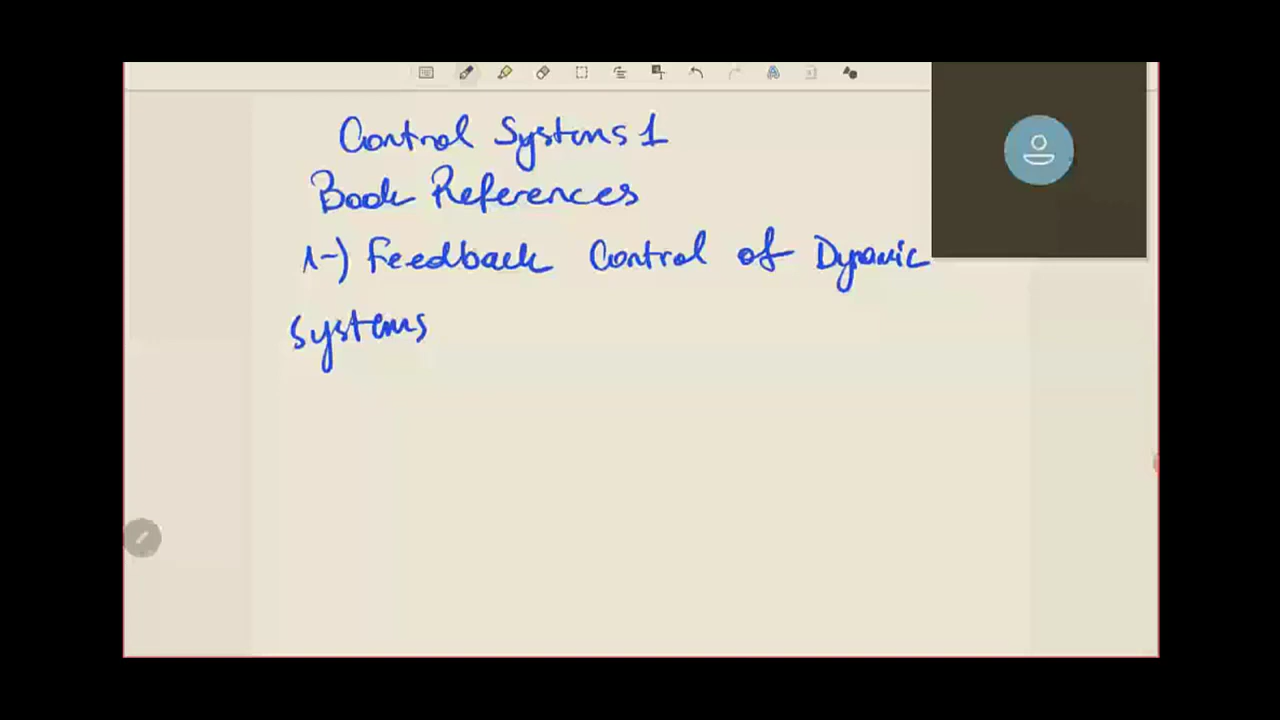 Control Systems 1
Book References
1-) Feedback Control of Dynamic
systems